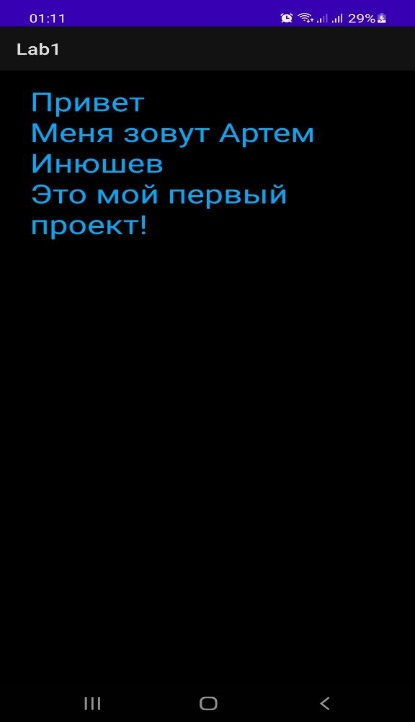 01:11
29%
Lab1
Привет
Меня зовут Артем
Инюшев
Это мой первый
проект!